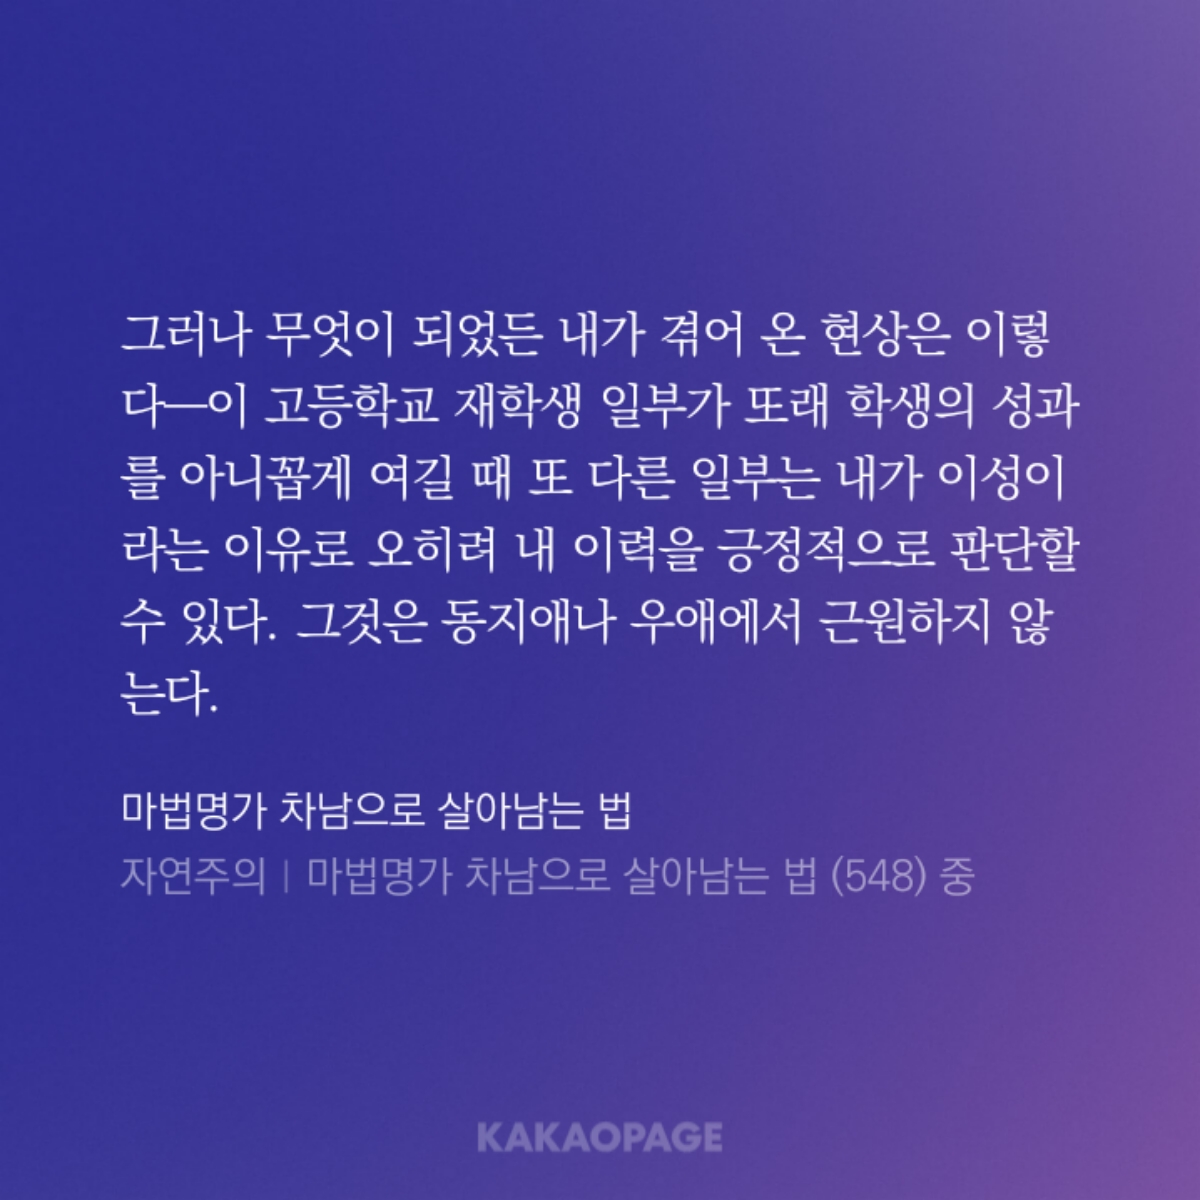 그러나 무엇이 되었든 내가 겪어 온 현상은 이렇
다—이 고등학교 재학생 일부가 또래 학생의 성과
를 아니꼽게 여길 때 또 다른 일부는 내가 이성이
라는 이유로 오히려 내 이력을 긍정적으로 판단할
수 있다. 그것은 동지애나 우애에서 근원하지 않
는다.
마법명가 차남으로 살아남는 법
자연주의 | 마법명가 차남으로 살아남는 법 (548) 중
KAKAOPAGE